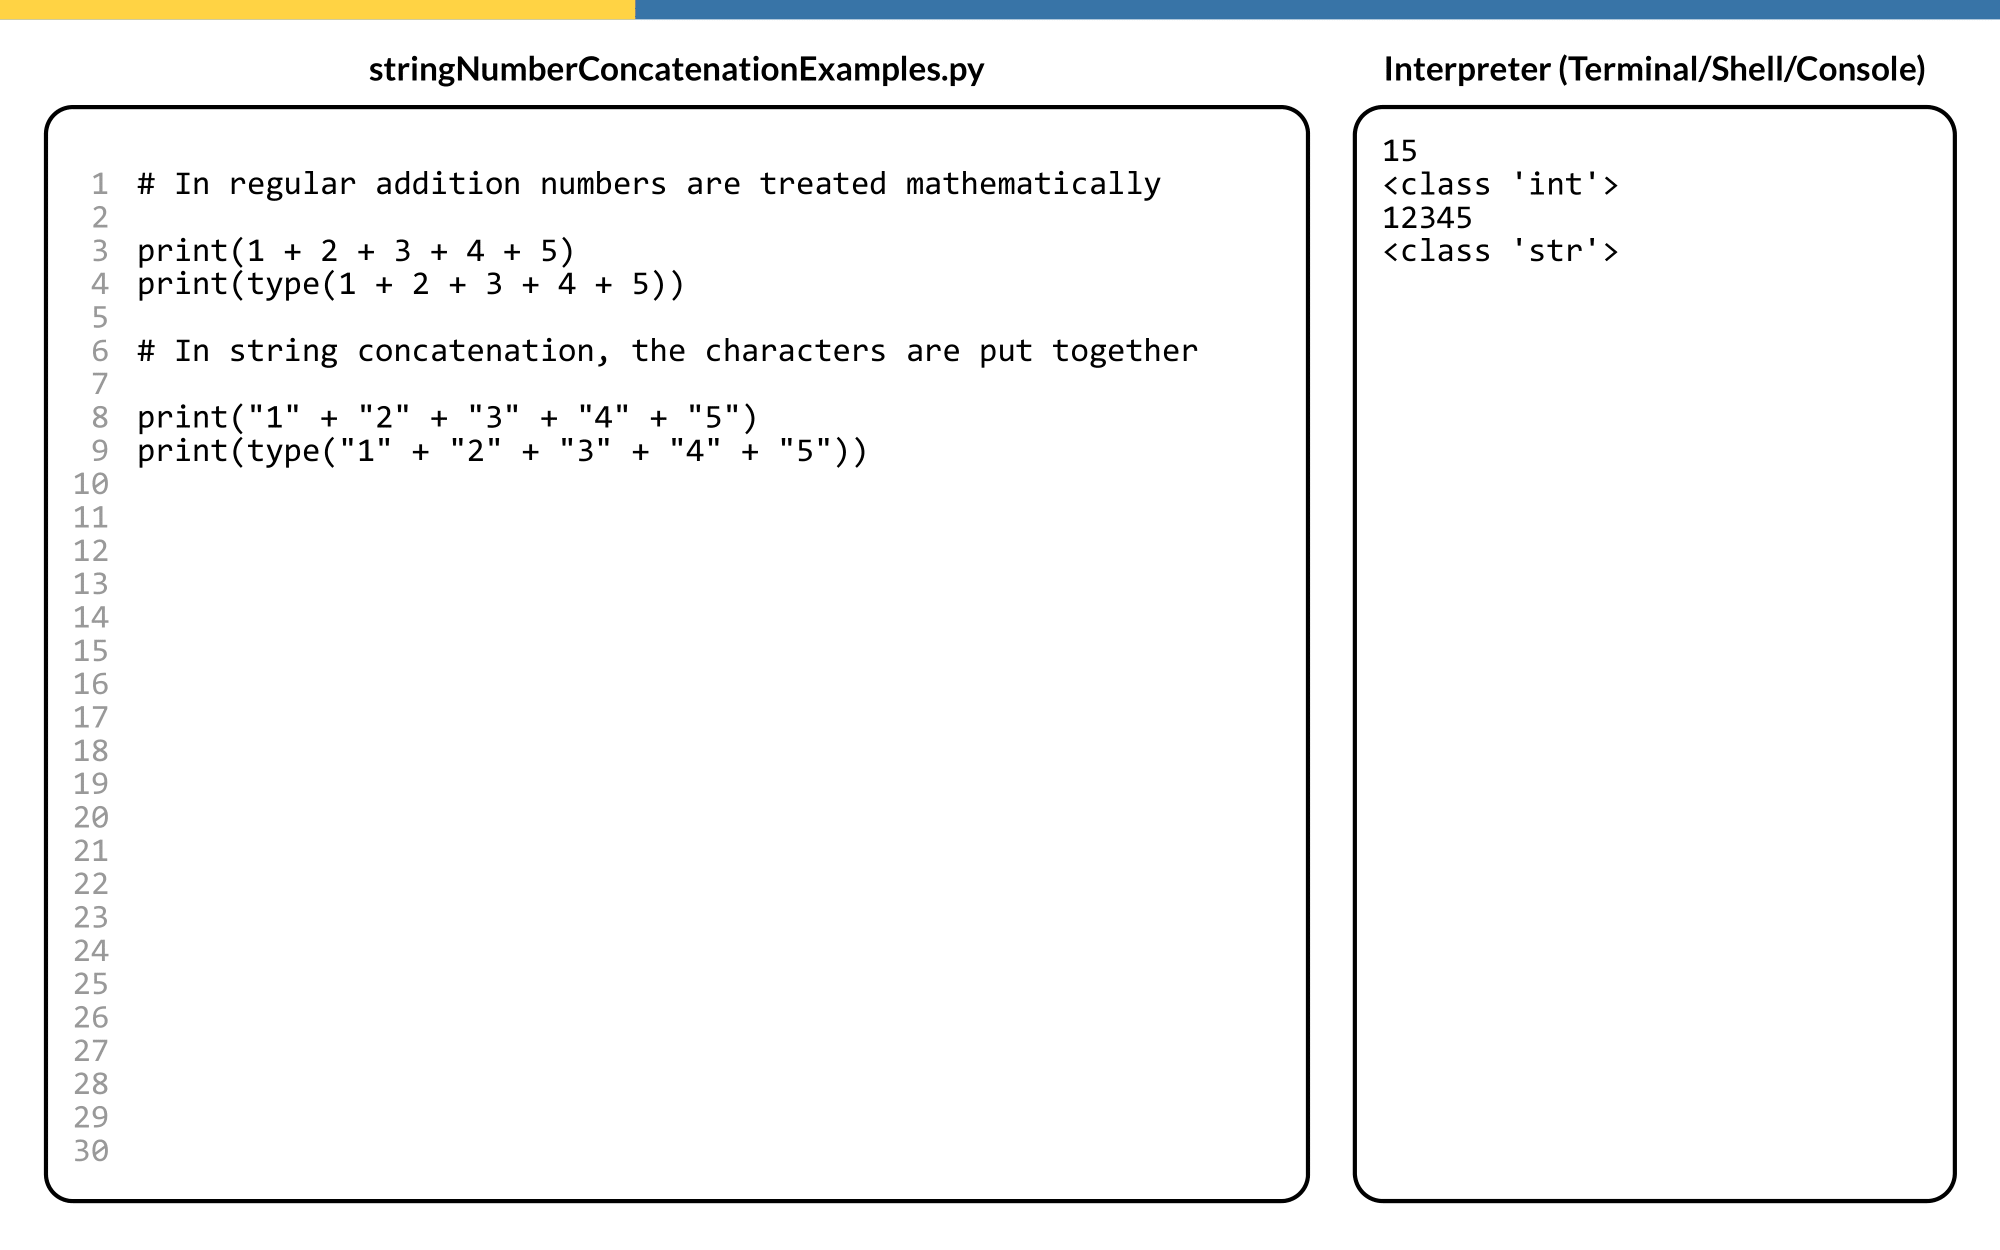 stringNumberConcatenationExamples.py
1 # In regular addition numbers are treated mathematically
2
3 print(1 + 2 + 3 + 4 + 5)
4 print(type(1 + 2 + 3 + 4 + 5))
5
6 # In string concatenation, the characters are put together
7
8 print("1" + "2" + "3" + "4" + "5")
9 print(type("1" + "2" + "3" + "4" + "5"))
10
11
12
13
14
15
16
17
18
19
20
21
22
23
24
25
26
27
28
29
30
Interpreter (Terminal/Shell/Console)
15
<class 'int'>
12345
<class 'str'>